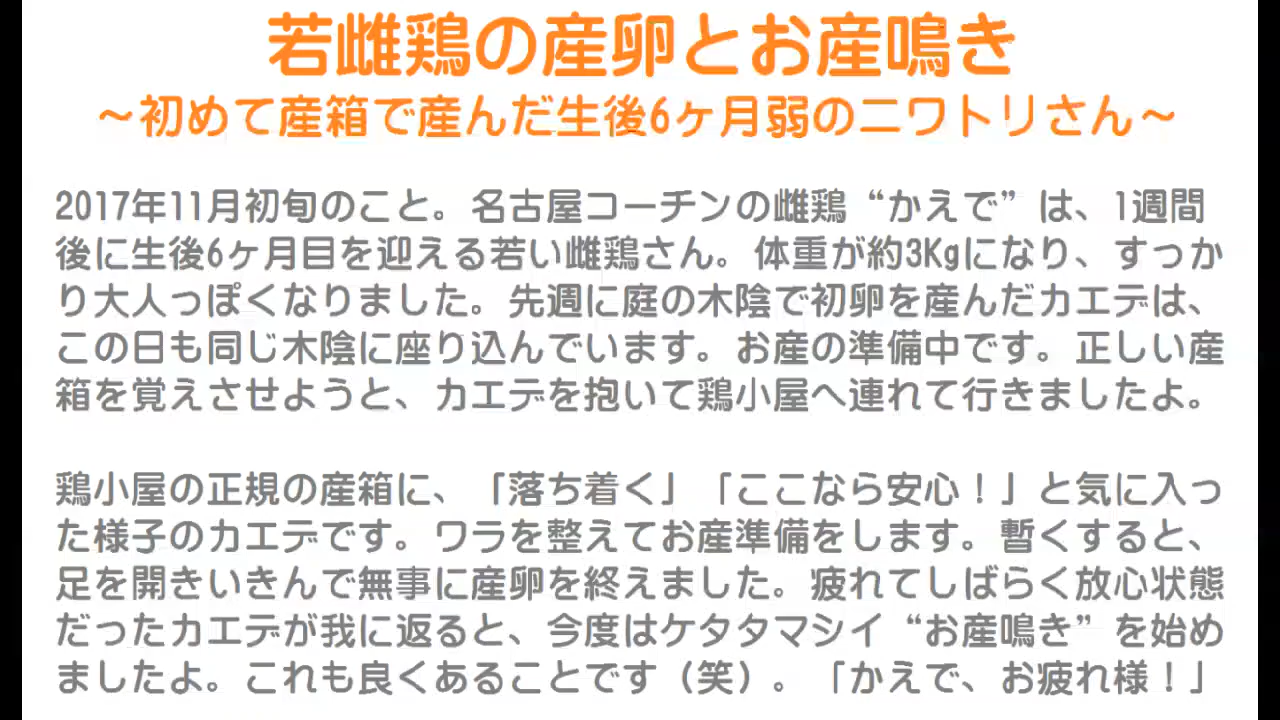 若雌鶏の産卵とお産鳴き
～初めて産箱で産んだ生後6ヶ月弱のニワトリさん～
2017年11月初旬のこと。名古屋コーチンの雌鶏“かえで”は、1週間
後に生後6ヶ月目を迎える若い雌鶏さん。体重が約3Kgになり、すっか
り大人っぽくなりました。先週に庭の木陰で初卵を産んだカエデは、
この日も同じ木陰に座り込んでいます。お産の準備中です。正しい産
箱を覚えさせようと、カエデを抱いて鶏小屋へ連れて行きましたよ。
鶏小屋の正規の産箱に、「落ち着く」「ここなら安心！」と気に入っ
た様子のカエデです。ワラを整えてお産準備をします。暫くすると、
足を開きいきんで無事に産卵を終えました。疲れてしばらく放心状態
だったカエデが我に返ると、今度はケタタマシイ“お産鳴き”を始め
ましたよ。これも良くあることです（笑）。「かえで、お疲れ様！」